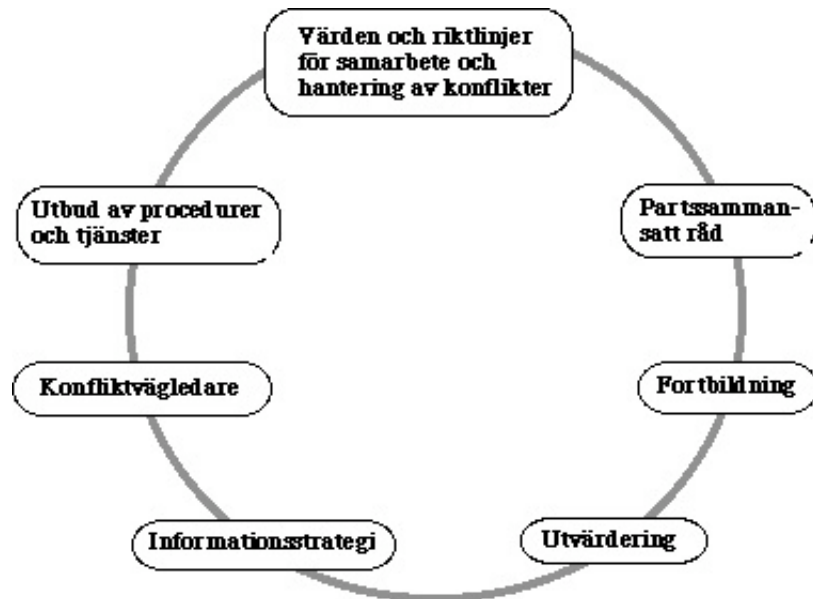 Värden och riktlinjer
för samarbete och
hantering av konflikter
Utbud av procedurer
och tjänster
Partssamman-
satt råd
Konfliktvägledare
Fortbildning
Informationsstrategi
Utvärdering